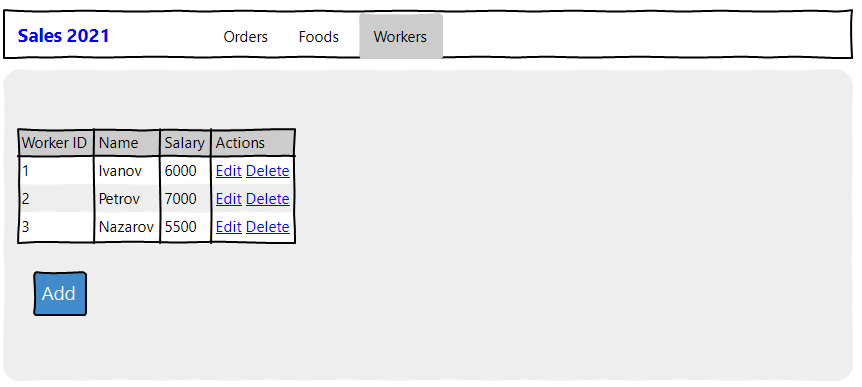 Sales 2021 Orders Foods Workers
Worker ID Name Salary Actions
1 Ivanov 6000 Edit Delete
2 Petrov 7000 Edit Delete
3 Nazarov 5500 Edit Delete
Add